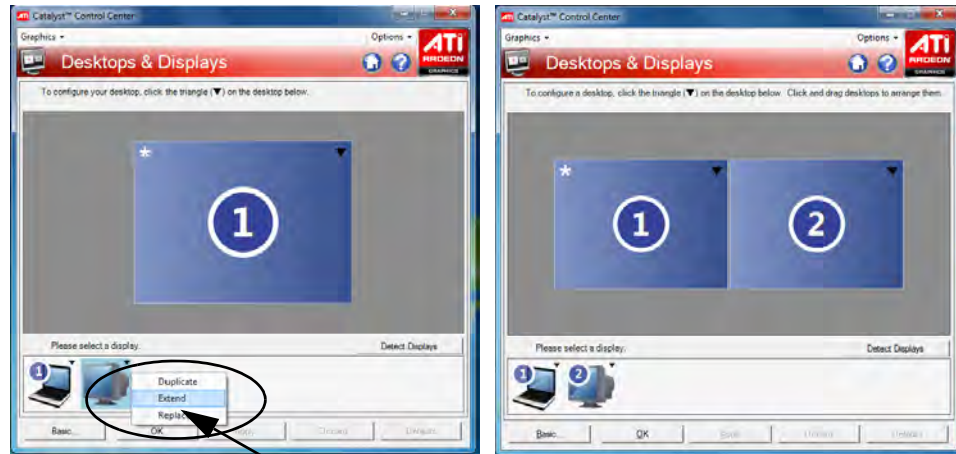 Catalyst™ Control Center
Graphics
Options
ATI
RADEON
GRAPHICS
Desktops & Displays
To configure your desktop, click the triangle (▼) on the desktop below.
*
1
Please select a display.
Detect Displays
1
Duplicate
Extend
Replac
Basic...
OK
Defaults
Catalyst™ Control Center
Graphics
Options
ATI
RADEON
GRAPHICS
Desktops & Displays
To configure a desktop, click the triangle (▼) on the desktop below. Click and drag desktops to arrange them.
*
1
2
Please select a display.
Detect Displays
1
2
Basic...
OK
Defaults